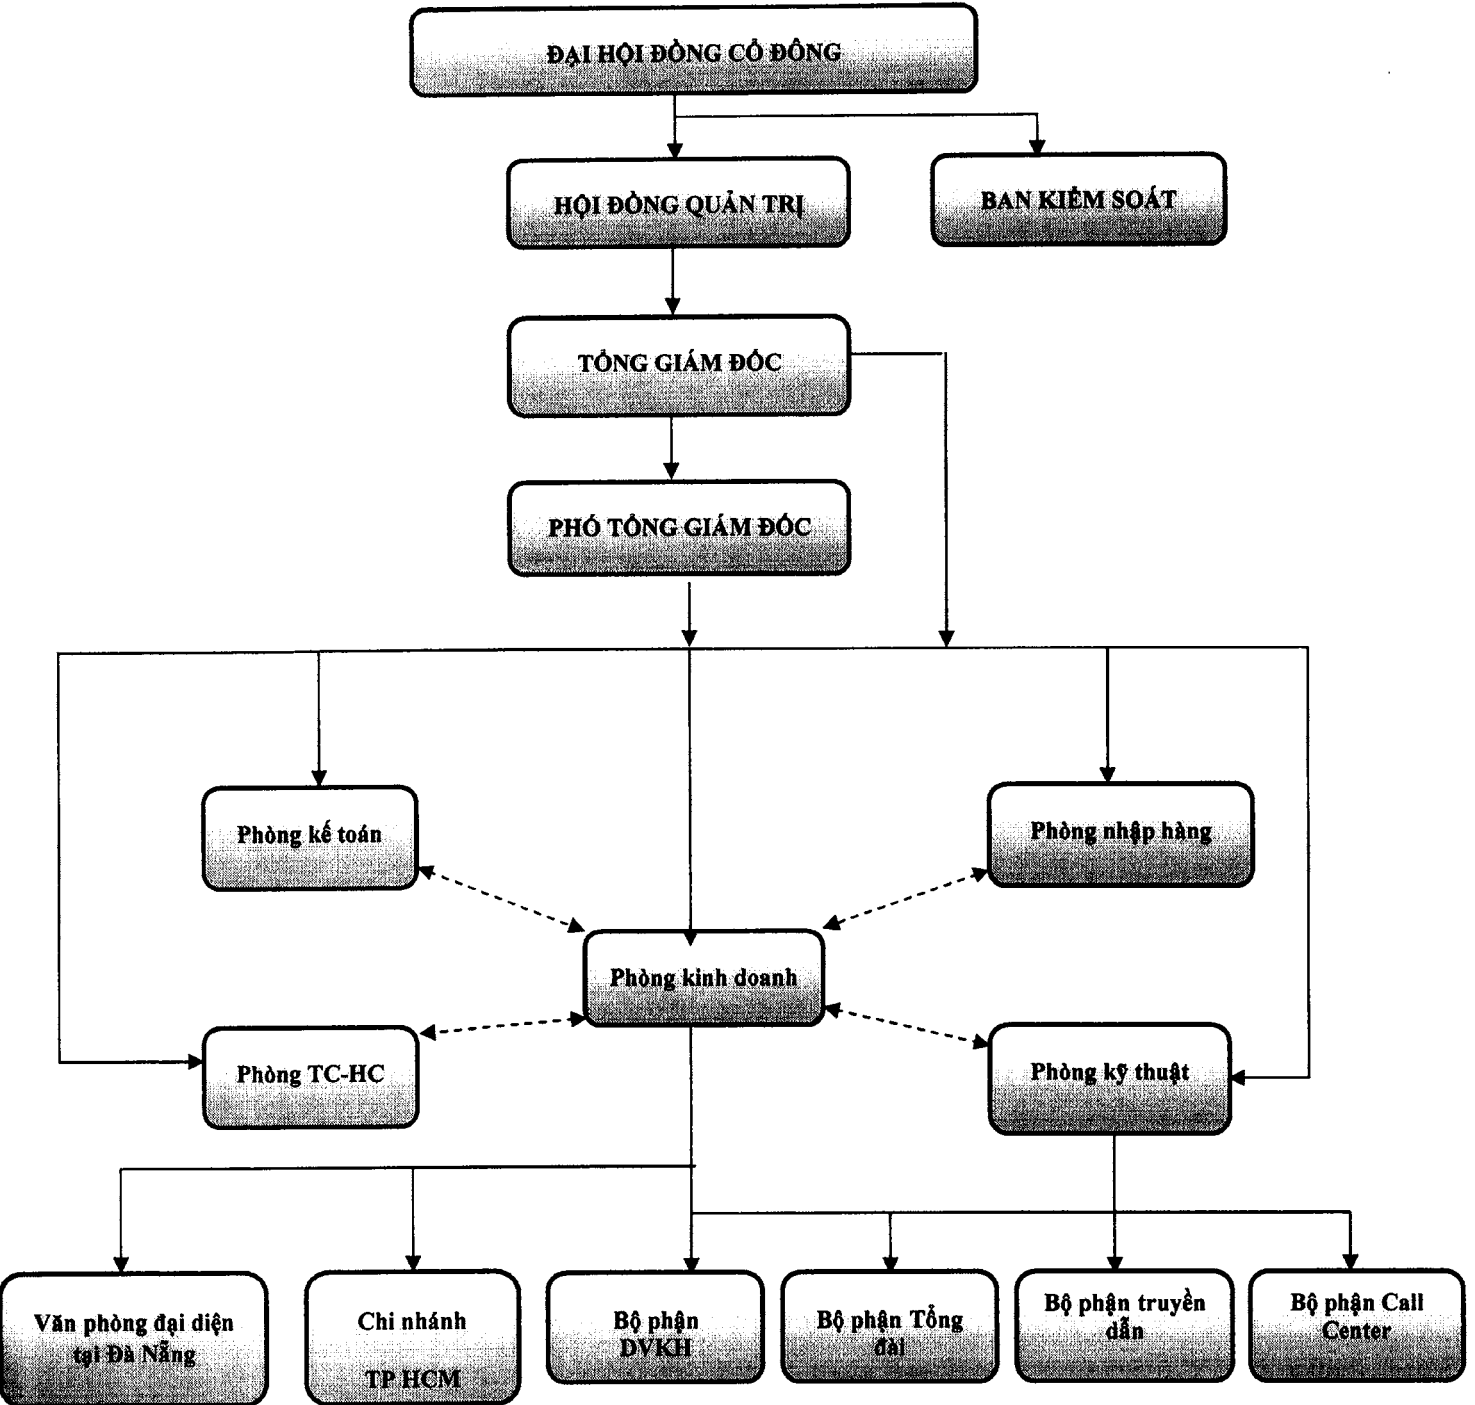 ĐẠI HỘI ĐỒNG CỔ ĐÔNG
HỘI ĐỒNG QUẢN TRỊ
BAN KIỂM SOÁT
TỔNG GIÁM ĐỐC
PHÓ TỔNG GIÁM ĐỐC
Phòng kế toán
Phòng nhập hàng
Phòng kinh doanh
Phòng TC-HC
Phòng kỹ thuật
Văn phòng đại diện
tại Đà Nẵng
Chi nhánh
TP HCM
Bộ phận
DVKH
Bộ phận Tổng
đài
Bộ phận truyền
dẫn
Bộ phận Call
Center